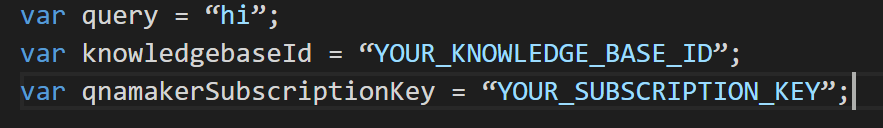 var query = “hi”;
var knowledgebaseId = “YOUR_KNOWLEDGE_BASE_ID”;
var qnamakerSubscriptionKey = “YOUR_SUBSCRIPTION_KEY”;